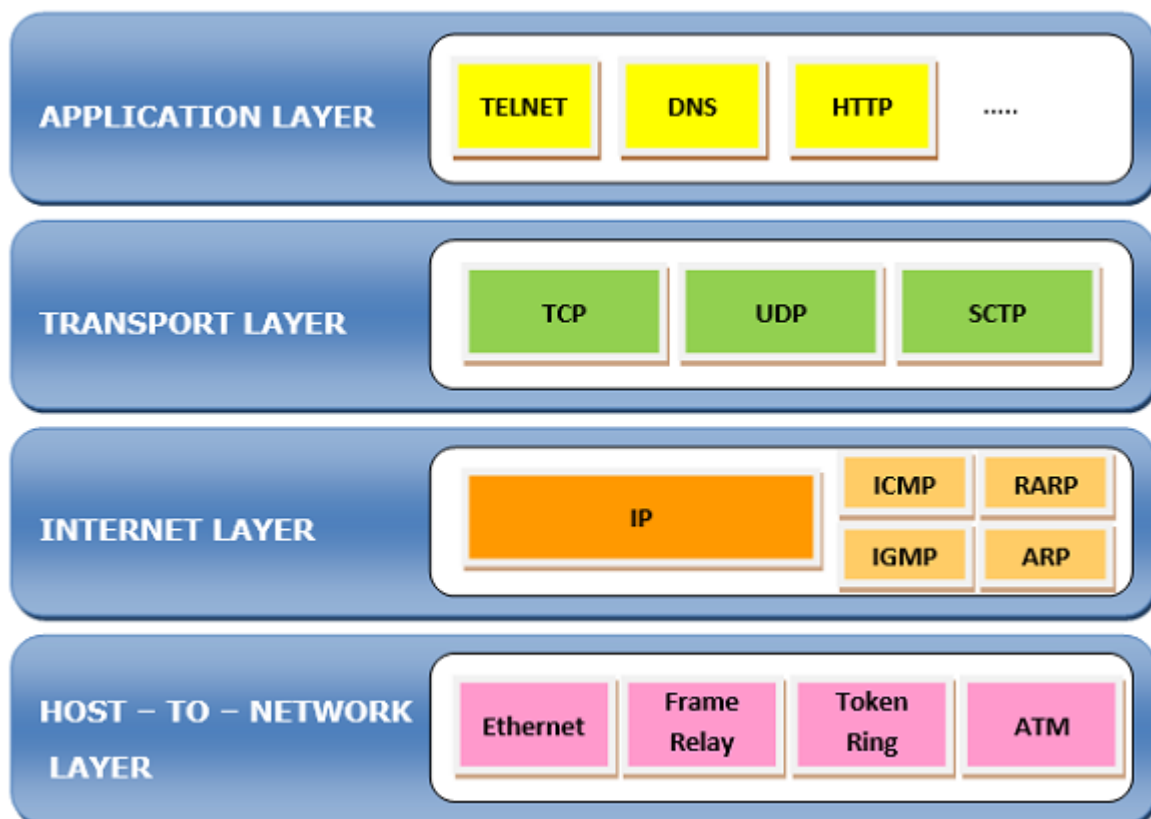 APPLICATION LAYER
TELNET
DNS
HTTP
.....
TRANSPORT LAYER
TCP
UDP
SCTP
INTERNET LAYER
IP
ICMP
RARP
IGMP
ARP
HOST – TO – NETWORK
LAYER
Ethernet
Frame
Relay
Token
Ring
ATM